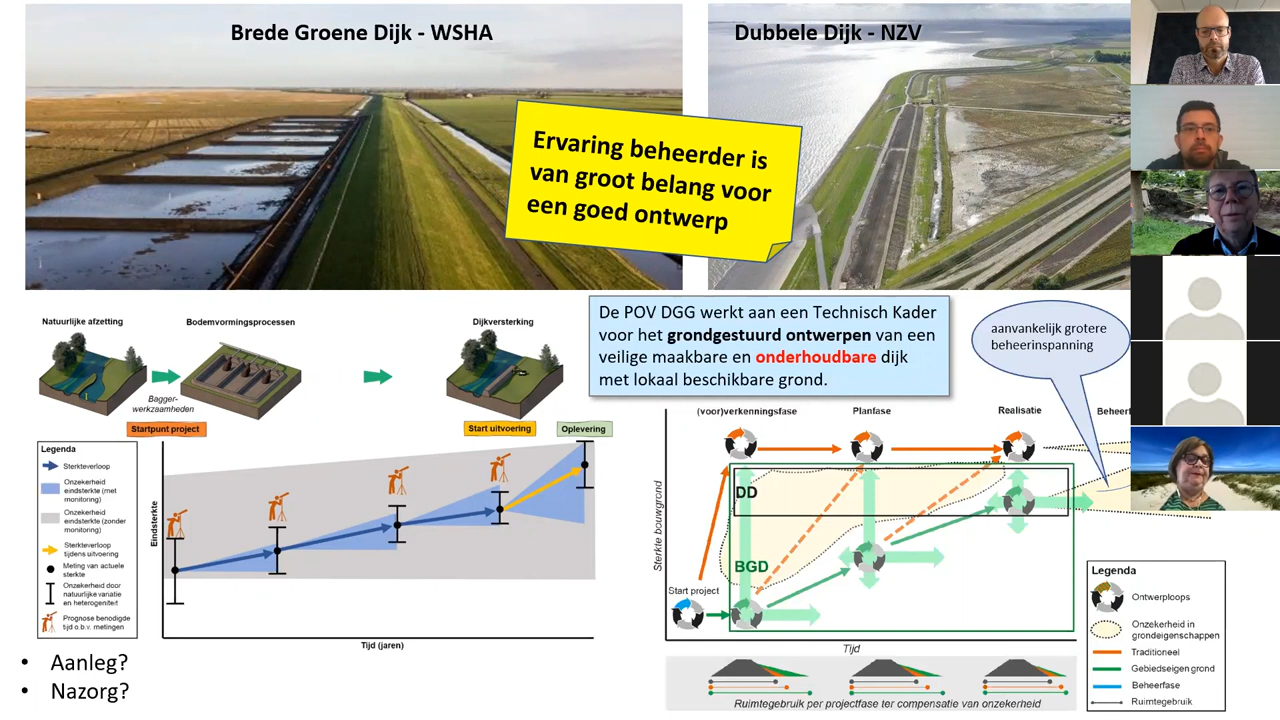 Brede Groene Dijk - WSHA
Dubbele Dijk - NZV
Ervaring beheerder is
van groot belang voor
een goed ontwerp
Natuurlijke afzetting
Bodemvormingsprocessen
Dijkversterking
Bagger-
werkzaamheden
Startpunt project
Start uitvoering
Oplevering
De POV DGG werkt aan een Technisch Kader
voor het grondgestuurd ontwerpen van een
veilige maakbare en onderhoudbare dijk
met lokaal beschikbare grond.
aanvankelijk grotere
beheerinspanning
Legenda
Sterkteverloop
Onzekerheid
eindsterkte (met
monitoring)
Onzekerheid
eindsterkte (zonder
monitoring)
Sterkteverloop
tijdens uitvoering
Meting van actuele
sterkte
Onzekerheid door
natuurlijke variatie
en heterogeniteit
Prognose benodigde
tijd o.b.v. metingen
Eindsterkte
Tijd (jaren)
(voor)verkenningsfase
Planfase
Realisatie
Beheerf
Sterkte bouwgrond
DD
BGD
Start project
Tijd
Legenda
Ontwerploops
Onzekerheid in
grondeigenschappen
Traditioneel
Gebiedseigen grond
Beheerfase
Ruimtegebruik
Ruimtegebruik per projectfase ter compensatie van onzekerheid
• Aanleg?
• Nazorg?